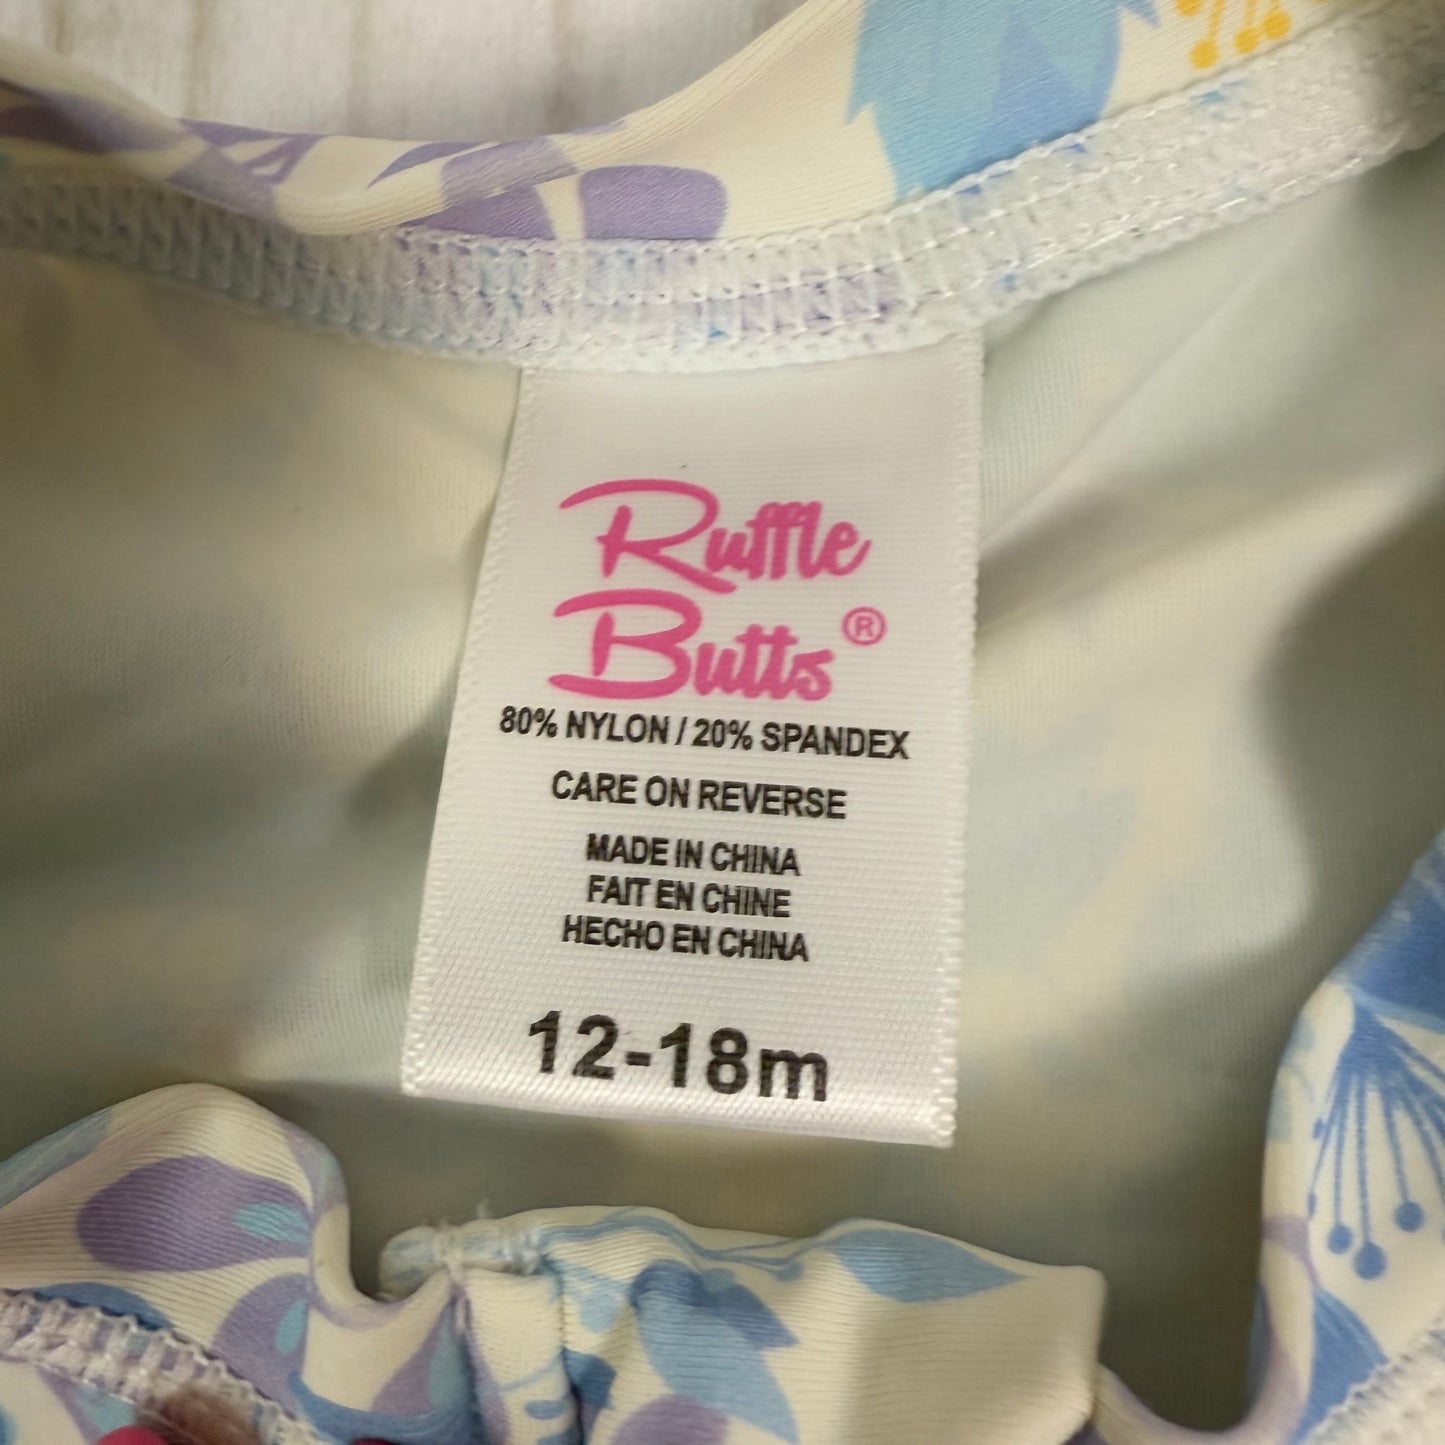 Ruffle
Butts®
80% NYLON / 20% SPANDEX
CARE ON REVERSE
MADE IN CHINA
FAIT EN CHINE
HECHO EN CHINA
12-18m